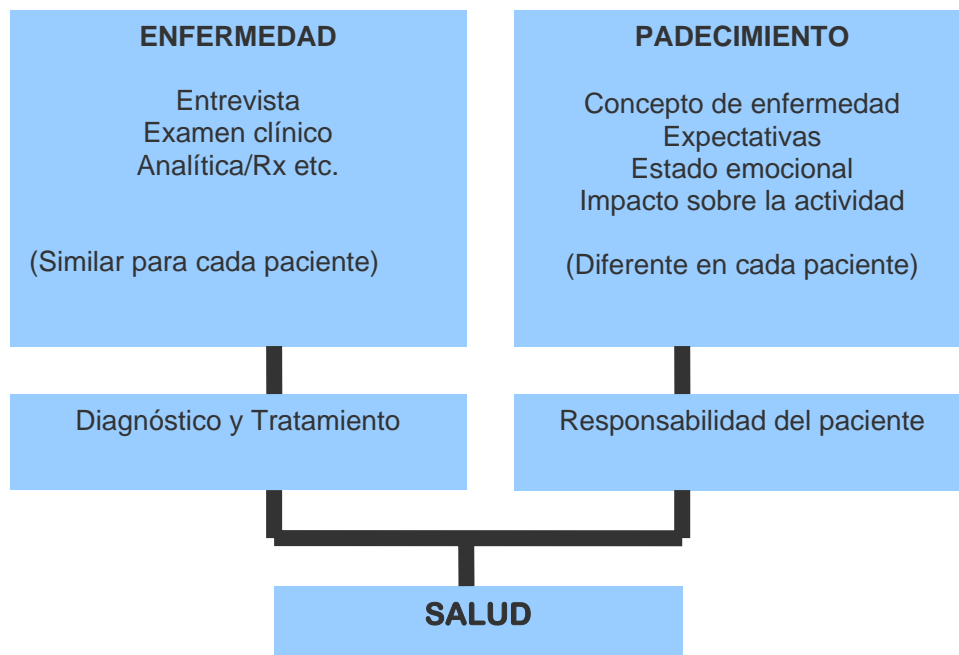 ENFERMEDAD
Entrevista
Examen clínico
Analítica/Rx etc.
(Similar para cada paciente)
PADECIMIENTO
Concepto de enfermedad
Expectativas
Estado emocional
Impacto sobre la actividad
(Diferente en cada paciente)
Diagnóstico y Tratamiento
Responsabilidad del paciente
SALUD